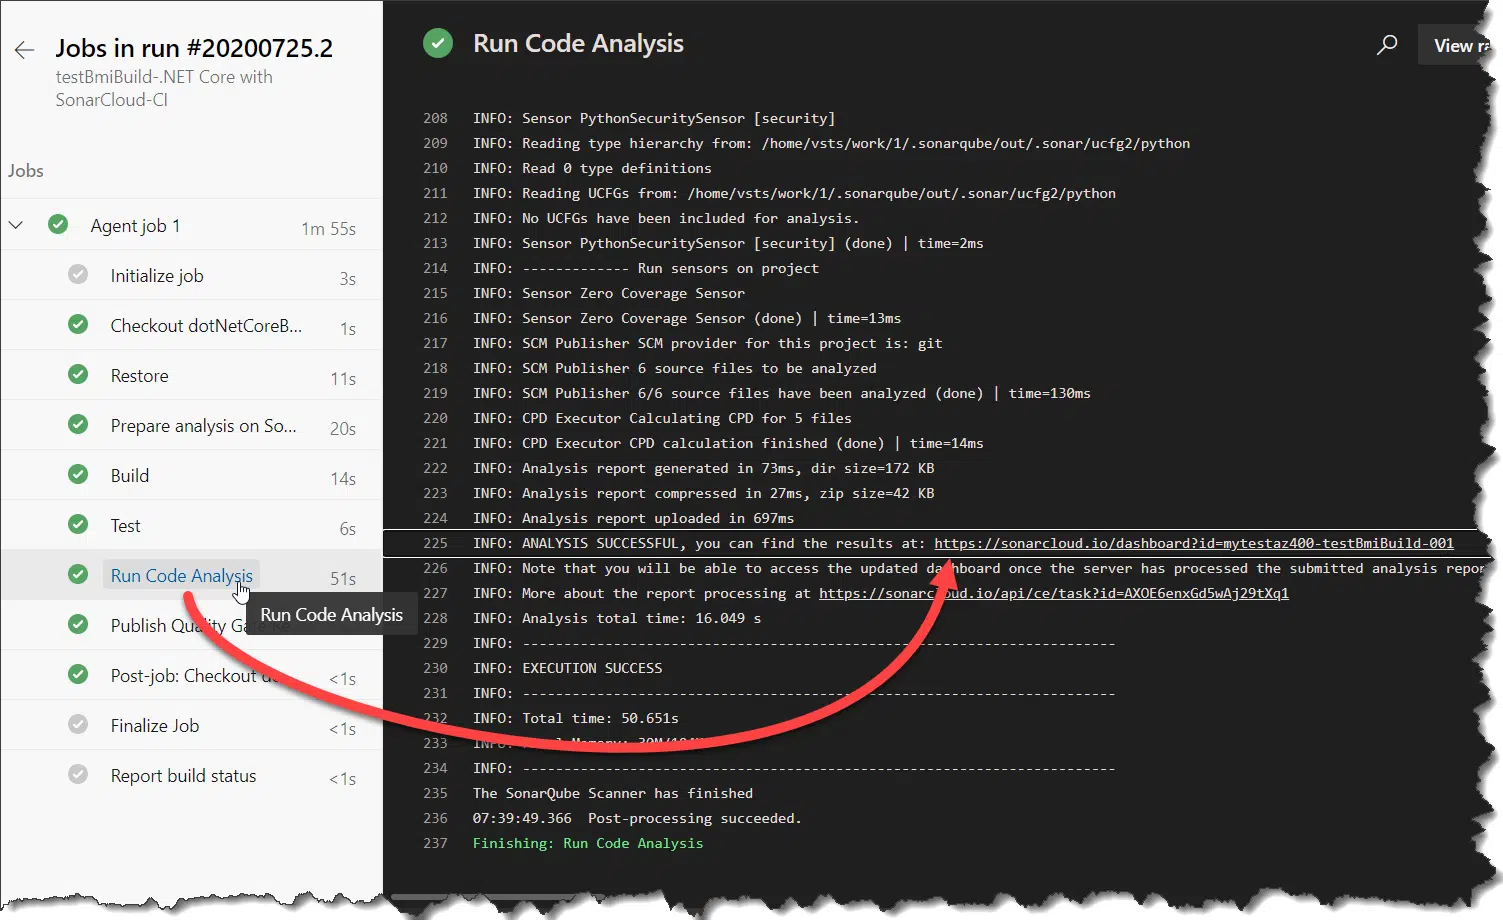 Jobs in run #20200725.2
testBmiBuild-.NET Core with
SonarCloud-CI
Jobs
Agent job 1 1m 55s
Initialize job 3s
Checkout dotNetCoreB... 1s
Restore 11s
Prepare analysis on So... 20s
Build 14s
Test 6s
Run Code Analysis 51s
Run Code Analysis
Publish Quality
Post-job: Checkout <1s
Finalize Job <1s
Report build status <1s
Run Code Analysis
View ra
208 INFO: Sensor PythonSecuritySensor [security]
209 INFO: Reading type hierarchy from: /home/vsts/work/1/.sonarqube/out/.sonar/ucfg2/python
210 INFO: Read 0 type definitions
211 INFO: Reading UCFGs from: /home/vsts/work/1/.sonarqube/out/.sonar/ucfg2/python
212 INFO: No UCFGs have been included for analysis.
213 INFO: Sensor PythonSecuritySensor [security] (done) | time=2ms
214 INFO: ------------- Run sensors on project
215 INFO: Sensor Zero Coverage Sensor
216 INFO: Sensor Zero Coverage Sensor (done) | time=13ms
217 INFO: SCM Publisher SCM provider for this project is: git
218 INFO: SCM Publisher 6 source files to be analyzed
219 INFO: SCM Publisher 6/6 source files have been analyzed (done) | time=130ms
220 INFO: CPD Executor Calculating CPD for 5 files
221 INFO: CPD Executor CPD calculation finished (done) | time=14ms
222 INFO: Analysis report generated in 73ms, dir size=172 KB
223 INFO: Analysis report compressed in 27ms, zip size=42 KB
224 INFO: Analysis report uploaded in 697ms
225 INFO: ANALYSIS SUCCESSFUL, you can find the results at: https://sonarcloud.io/dashboard?id=mytestaz400-testBmiBuild-001
226 INFO: Note that you will be able to access the updated dashboard once the server has processed the submitted analysis repor
227 INFO: More about the report processing at https://sonarcloud.io/api/ce/task?id=AXOE6enxGd5wAj29tXq1
228 INFO: Analysis total time: 16.049 s
229 INFO: ------------------------------------------------------------------------
230 INFO: EXECUTION SUCCESS
231 INFO: ------------------------------------------------------------------------
232 INFO: Total time: 50.651s
233 INFO:
234 INFO: ------------------------------------------------------------------------
235 The SonarQube Scanner has finished
236 07:39:49.366  Post-processing succeeded.
237 Finishing: Run Code Analysis